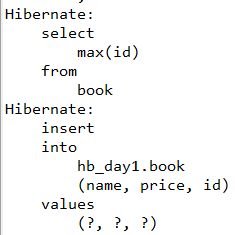 Hibernate:
    select
        max(id)
    from
        book
Hibernate:
    insert
    into
        hb_day1.book
        (name, price, id)
    values
        (?, ?, ?)